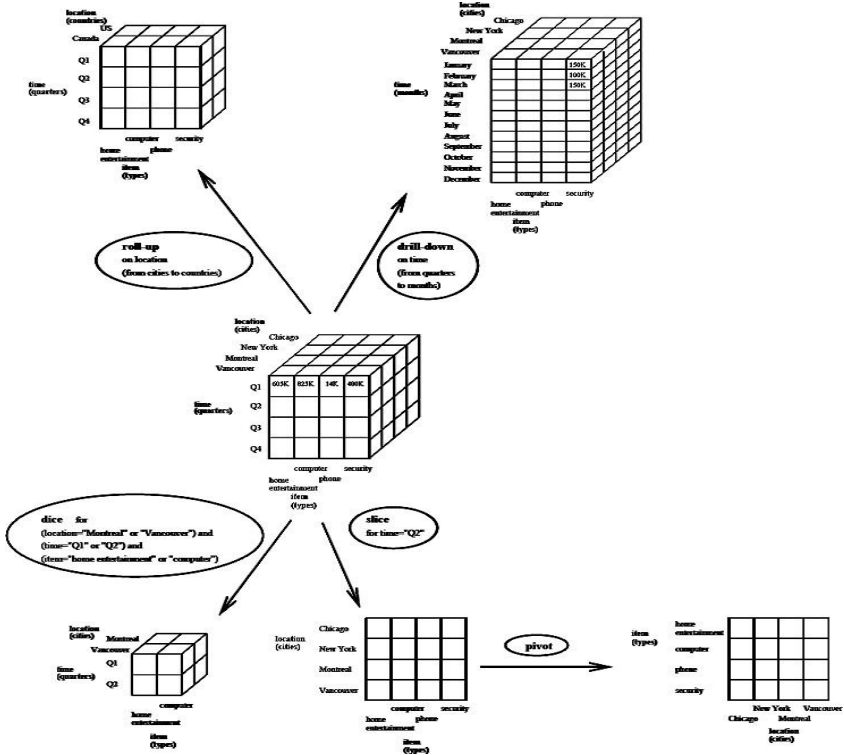 location
(countries)
US
Canada
Q1
Q2
time
(quarters)
Q3
Q4
computer
security
home
phone
entertainment
item
(types)
location
(cities)
Chicago
New York
Montreal
Vancouver
January
150K
February
100K
March
150K
time
(months)
April
May
June
July
August
September
October
November
December
computer
security
home
phone
entertainment
item
(types)
roll-up
on location
(from cities to countries)
drill-down
on time
(from quarters
to months)
location
(cities)
Chicago
New York
Montreal
Vancouver
Q1
605K 825K 14K 400K
time
(quarters)
Q2
Q3
Q4
computer
security
home
phone
entertainment
item
(types)
dice for
(location="Montreal" or "Vancouver") and
(time="Q1" or "Q2") and
(item="home entertainment" or "computer")
slice
for time="Q2"
location
(cities)
Montreal
Vancouver
Q1
time
(quarters)
Q2
computer
home
entertainment
item
(types)
location
(cities)
Chicago
New York
Montreal
Vancouver
computer
security
home
phone
entertainment
item
(types)
pivot
item
(types)
home
entertainment
computer
phone
security
New York
Vancouver
Chicago
Montreal
location
(cities)